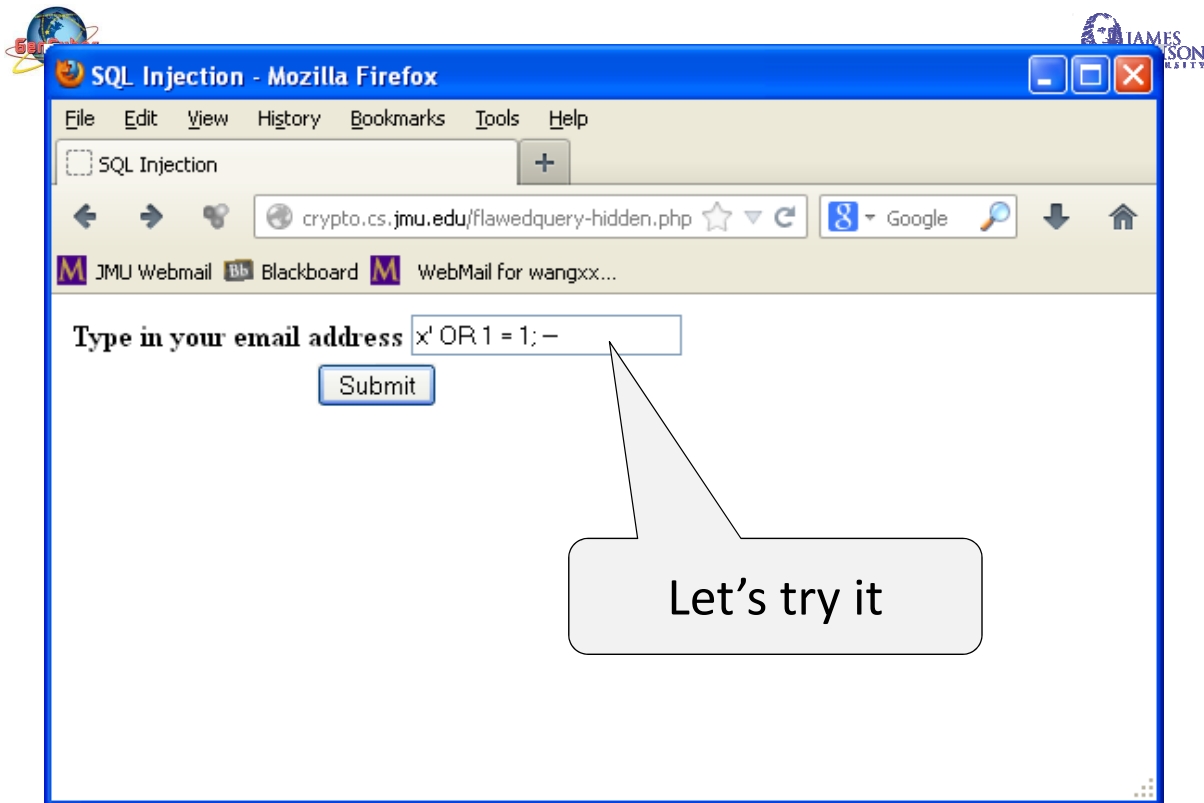 JAMES
SQL Injection - Mozilla Firefox
File Edit View History Bookmarks Tools Help
SQL Injection +
crypto.cs.jmu.edu/flawedquery-hidden.php 8 Google
M JMU Webmail Bb Blackboard M WebMail for wangxx...
Type in your email address x' OR 1 = 1; --
Submit
Let’s try it